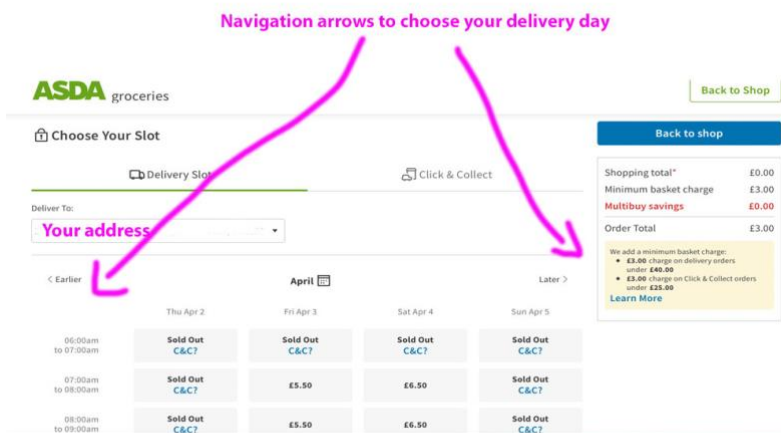 Navigation arrows to choose your delivery day
ASDA groceries
Back to Shop
Choose Your Slot
Back to shop
Delivery Slot
Click & Collect
Shopping total* £0.00
Minimum basket charge £3.00
Multibuy savings £0.00
Order Total £3.00
Deliver To:
Your address
We add a minimum basket charge:
£3.00 charge on delivery orders
under £40.00
£3.00 charge on Click & Collect orders
under £25.00
Learn More
< Earlier
April
Later >
Thu Apr 2
Fri Apr 3
Sat Apr 4
Sun Apr 5
06:00am
to 07:00am
Sold Out
C&C?
Sold Out
C&C?
Sold Out
C&C?
Sold Out
C&C?
07:00am
to 08:00am
Sold Out
C&C?
£5.50
£6.50
Sold Out
C&C?
08:00am
to 09:00am
Sold Out
C&C?
£5.50
£6.50
Sold Out
C&C?